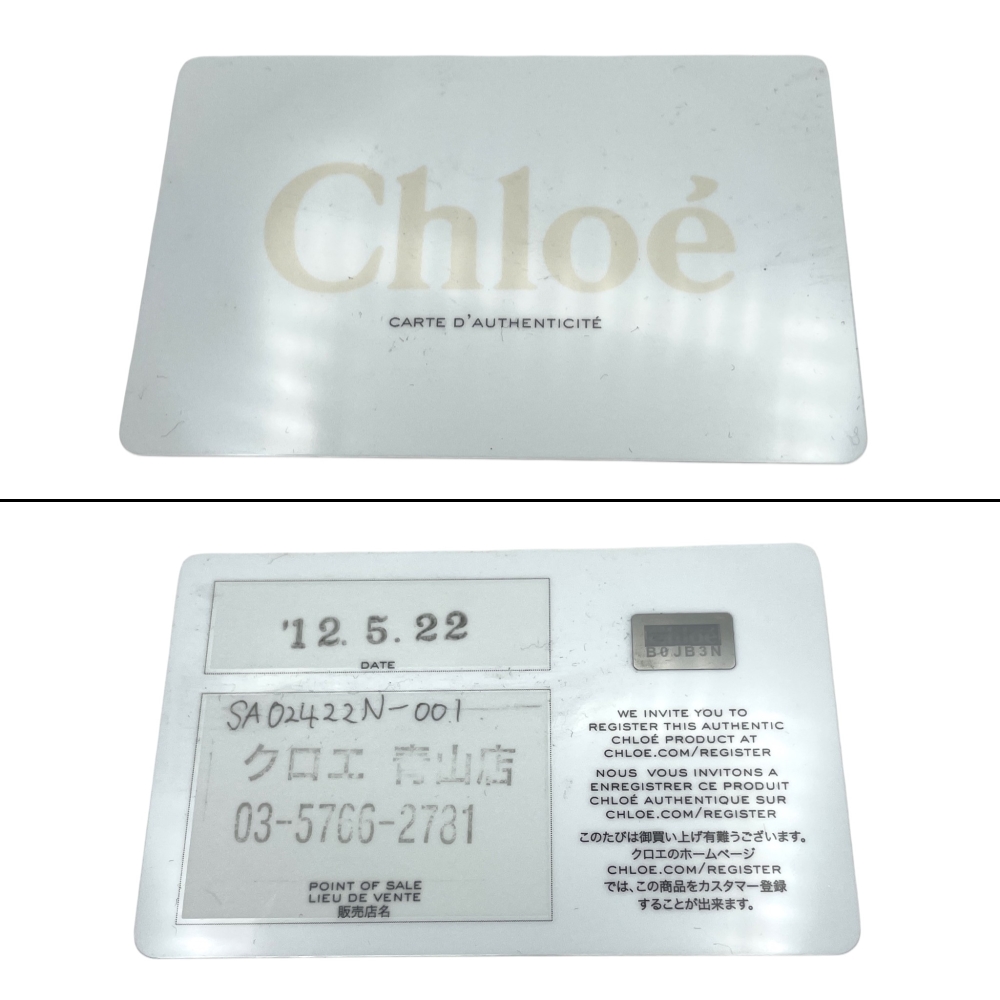 Chloé
CARTE D'AUTHENTICITÉ
'12. 5. 22
DATE
SA02422N-001
クロエ 青山店
03-5766-2781
POINT OF SALE
LIEU DE VENTE
販売店名
B0JB3N
WE INVITE YOU TO
REGISTER THIS AUTHENTIC
CHLOÉ PRODUCT AT
CHLOE.COM/REGISTER
NOUS VOUS INVITONS A
ENREGISTRER CE PRODUIT
CHLOÉ AUTHENTIQUE SUR
CHLOE.COM/REGISTER
このたびは御買い上げ有難うございます。
クロエのホームページ
CHLOE.COM/REGISTER
では、この商品をカスタマー登録
することが出来ます。